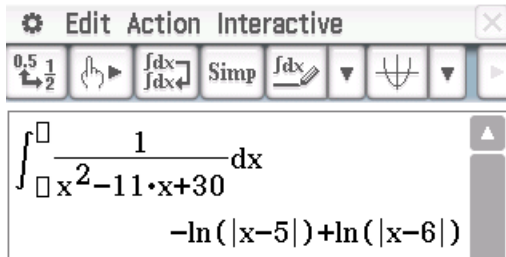 Edit Action Interactive
0.5 1/2 ∫dx ∫dx Simp ∫dx
∫□□ 1/(x²−11·x+30) dx
−ln(|x−5|)+ln(|x−6|)